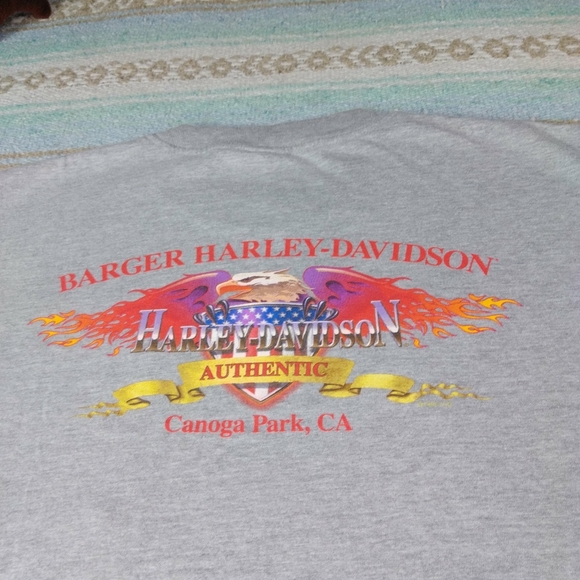 BARGER HARLEY-DAVIDSON
HARLEY-DAVIDSON
AUTHENTIC
Canoga Park, CA